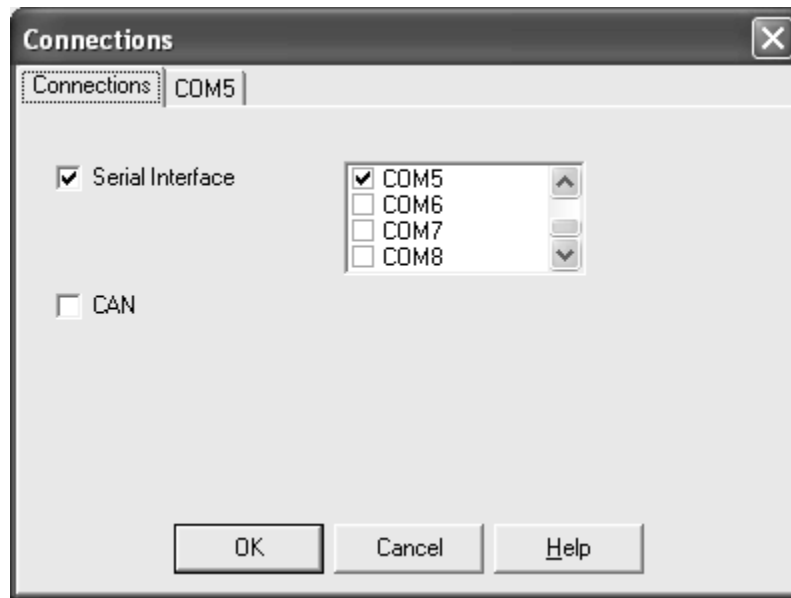 Connections
Connections COM5
Serial Interface COM5
COM6
COM7
COM8
CAN
OK Cancel Help